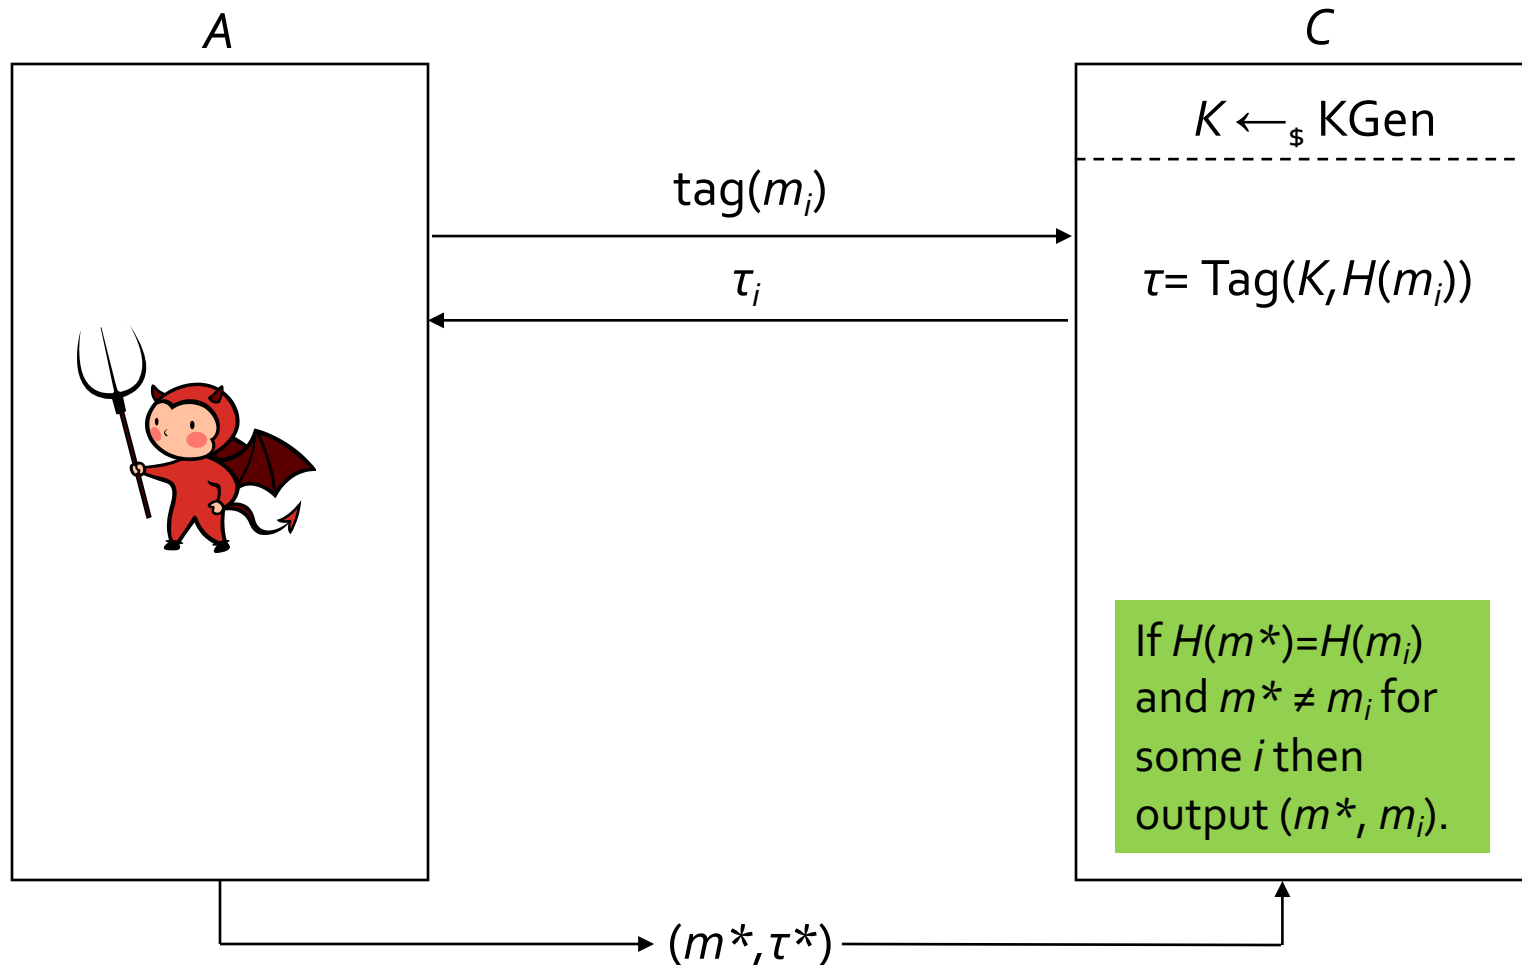 A
C
K ←$ KGen
tag(mi)
τi
τ= Tag(K,H(mi))
If H(m*)=H(mi)
and m* ≠ mi for
some i then
output (m*, mi).
(m*,τ*)